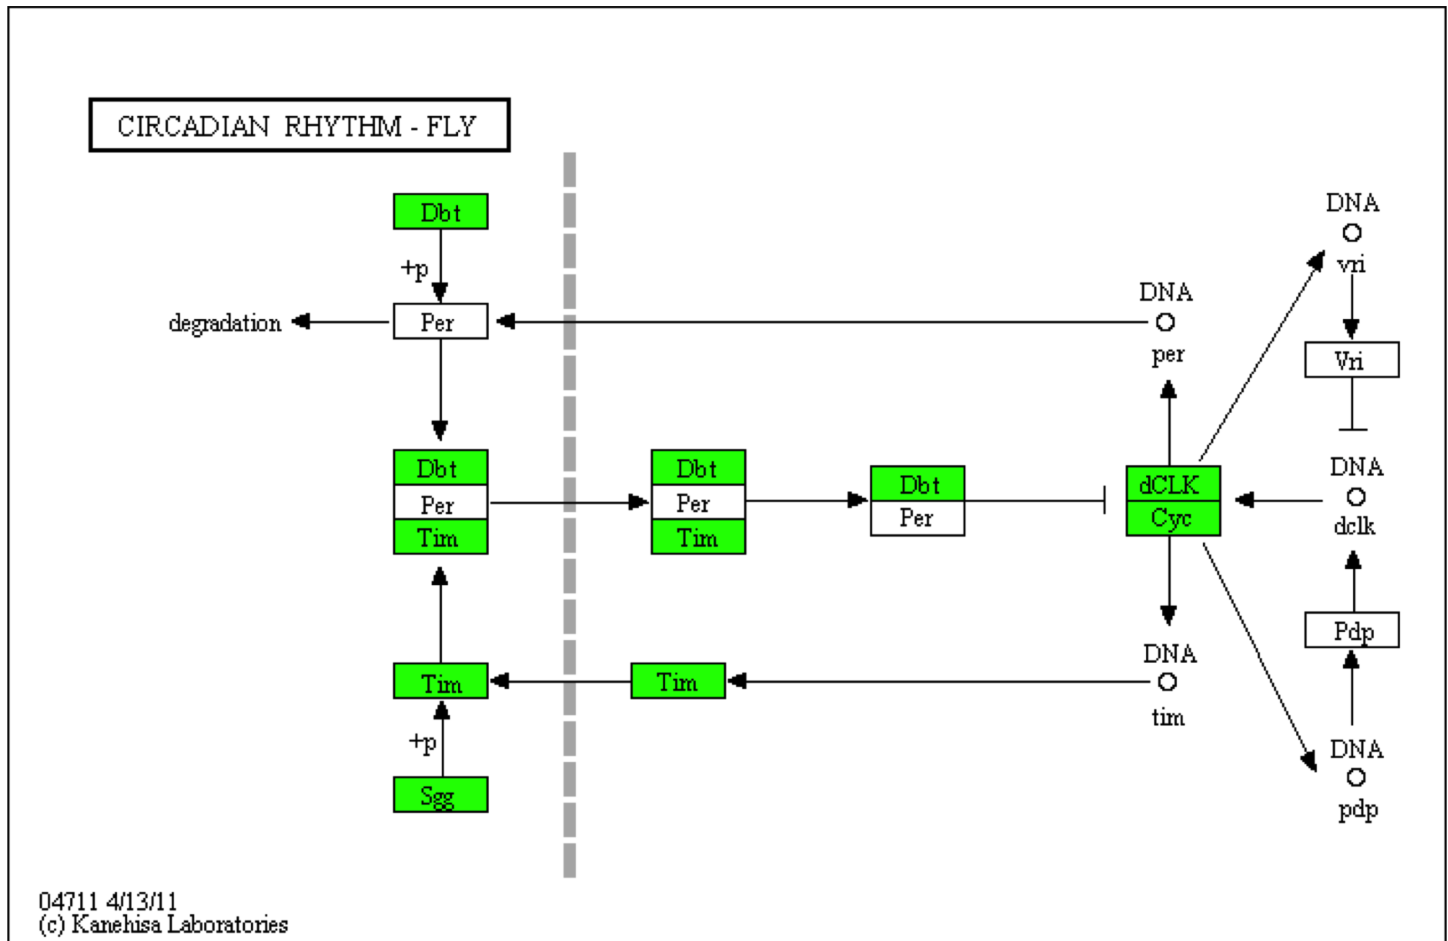 CIRCADIAN RHYTHM - FLY
Dbt
+p
degradation
Per
DNA
per
DNA
vri
Vri
Dbt
Per
Tim
Dbt
Per
Tim
Dbt
Per
dCLK
Cyc
DNA
dclk
Tim
Tim
DNA
tim
Pdp
+p
Sgg
DNA
pdp
04711 4/13/11
(c) Kanehisa Laboratories